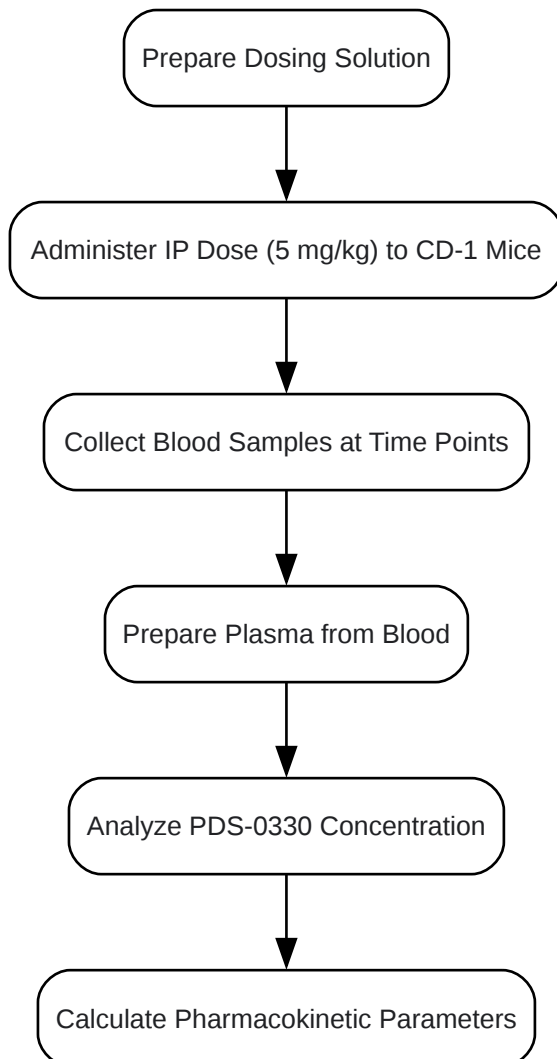 Prepare Dosing Solution
Administer IP Dose (5 mg/kg) to CD-1 Mice
Collect Blood Samples at Time Points
Prepare Plasma from Blood
Analyze PDS-0330 Concentration
Calculate Pharmacokinetic Parameters